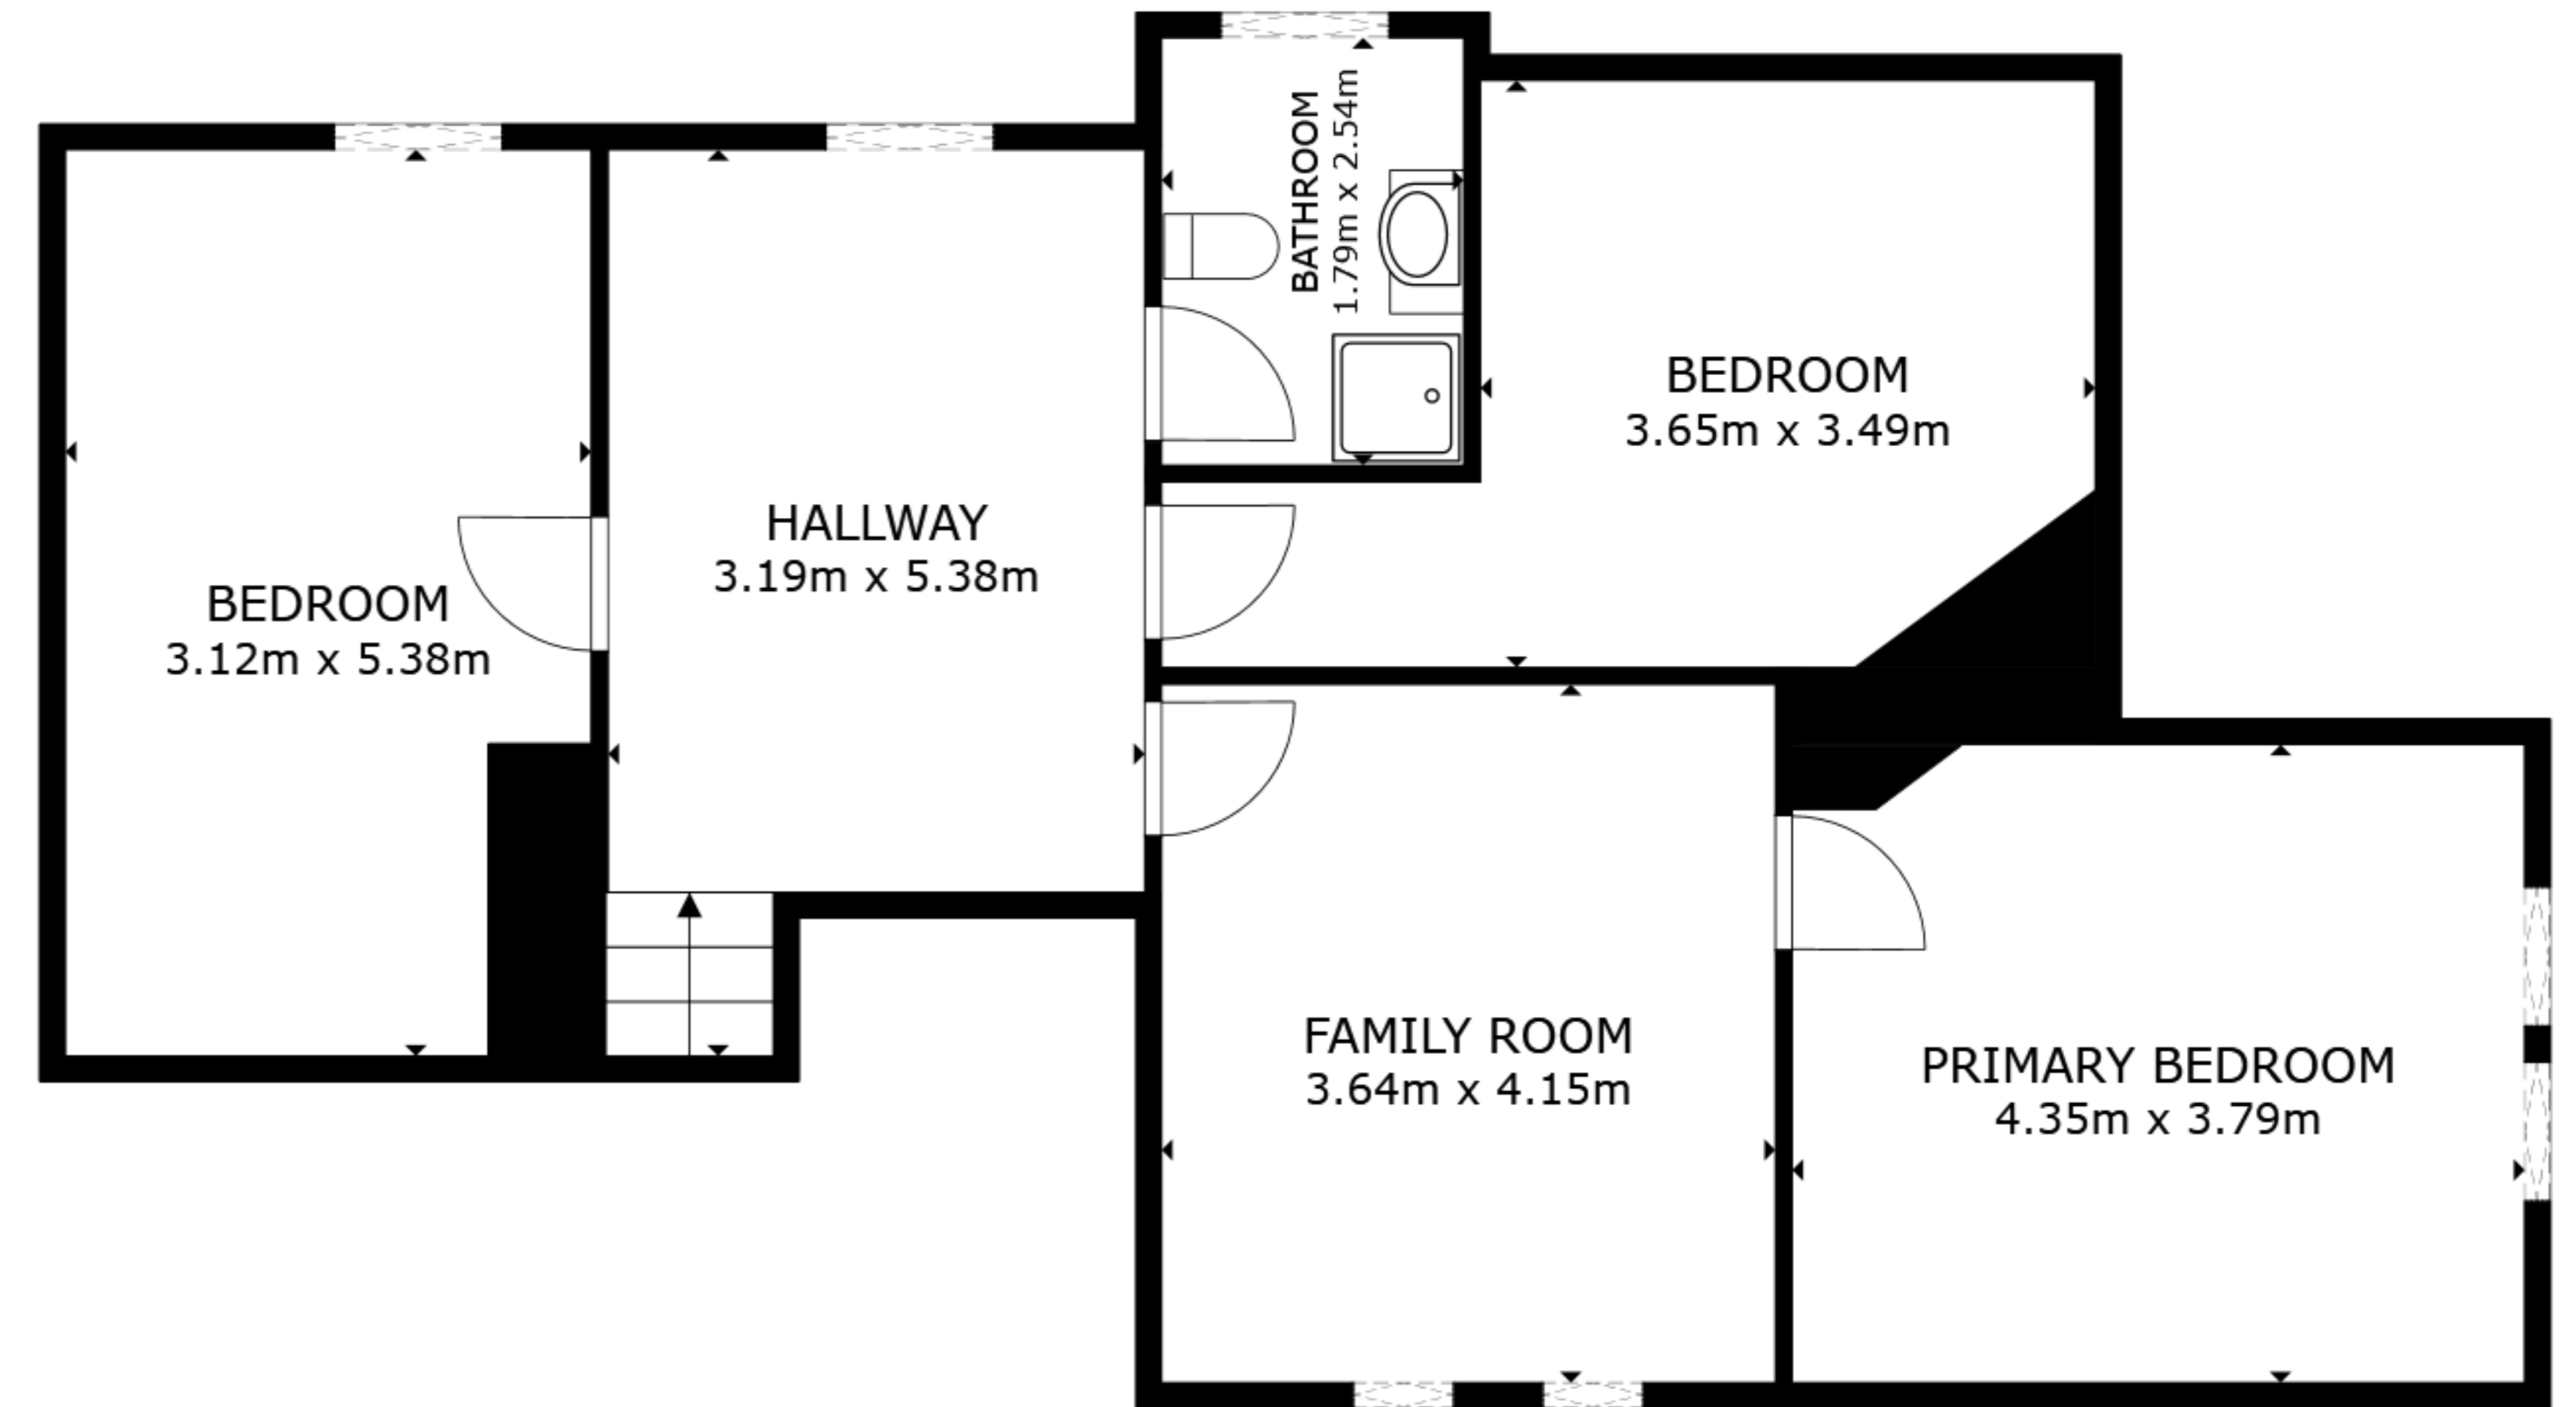 BATHROOM
1.79m x 2.54m
BEDROOM
3.65m x 3.49m
HALLWAY
3.19m x 5.38m
BEDROOM
3.12m x 5.38m
FAMILY ROOM
3.64m x 4.15m
PRIMARY BEDROOM
4.35m x 3.79m